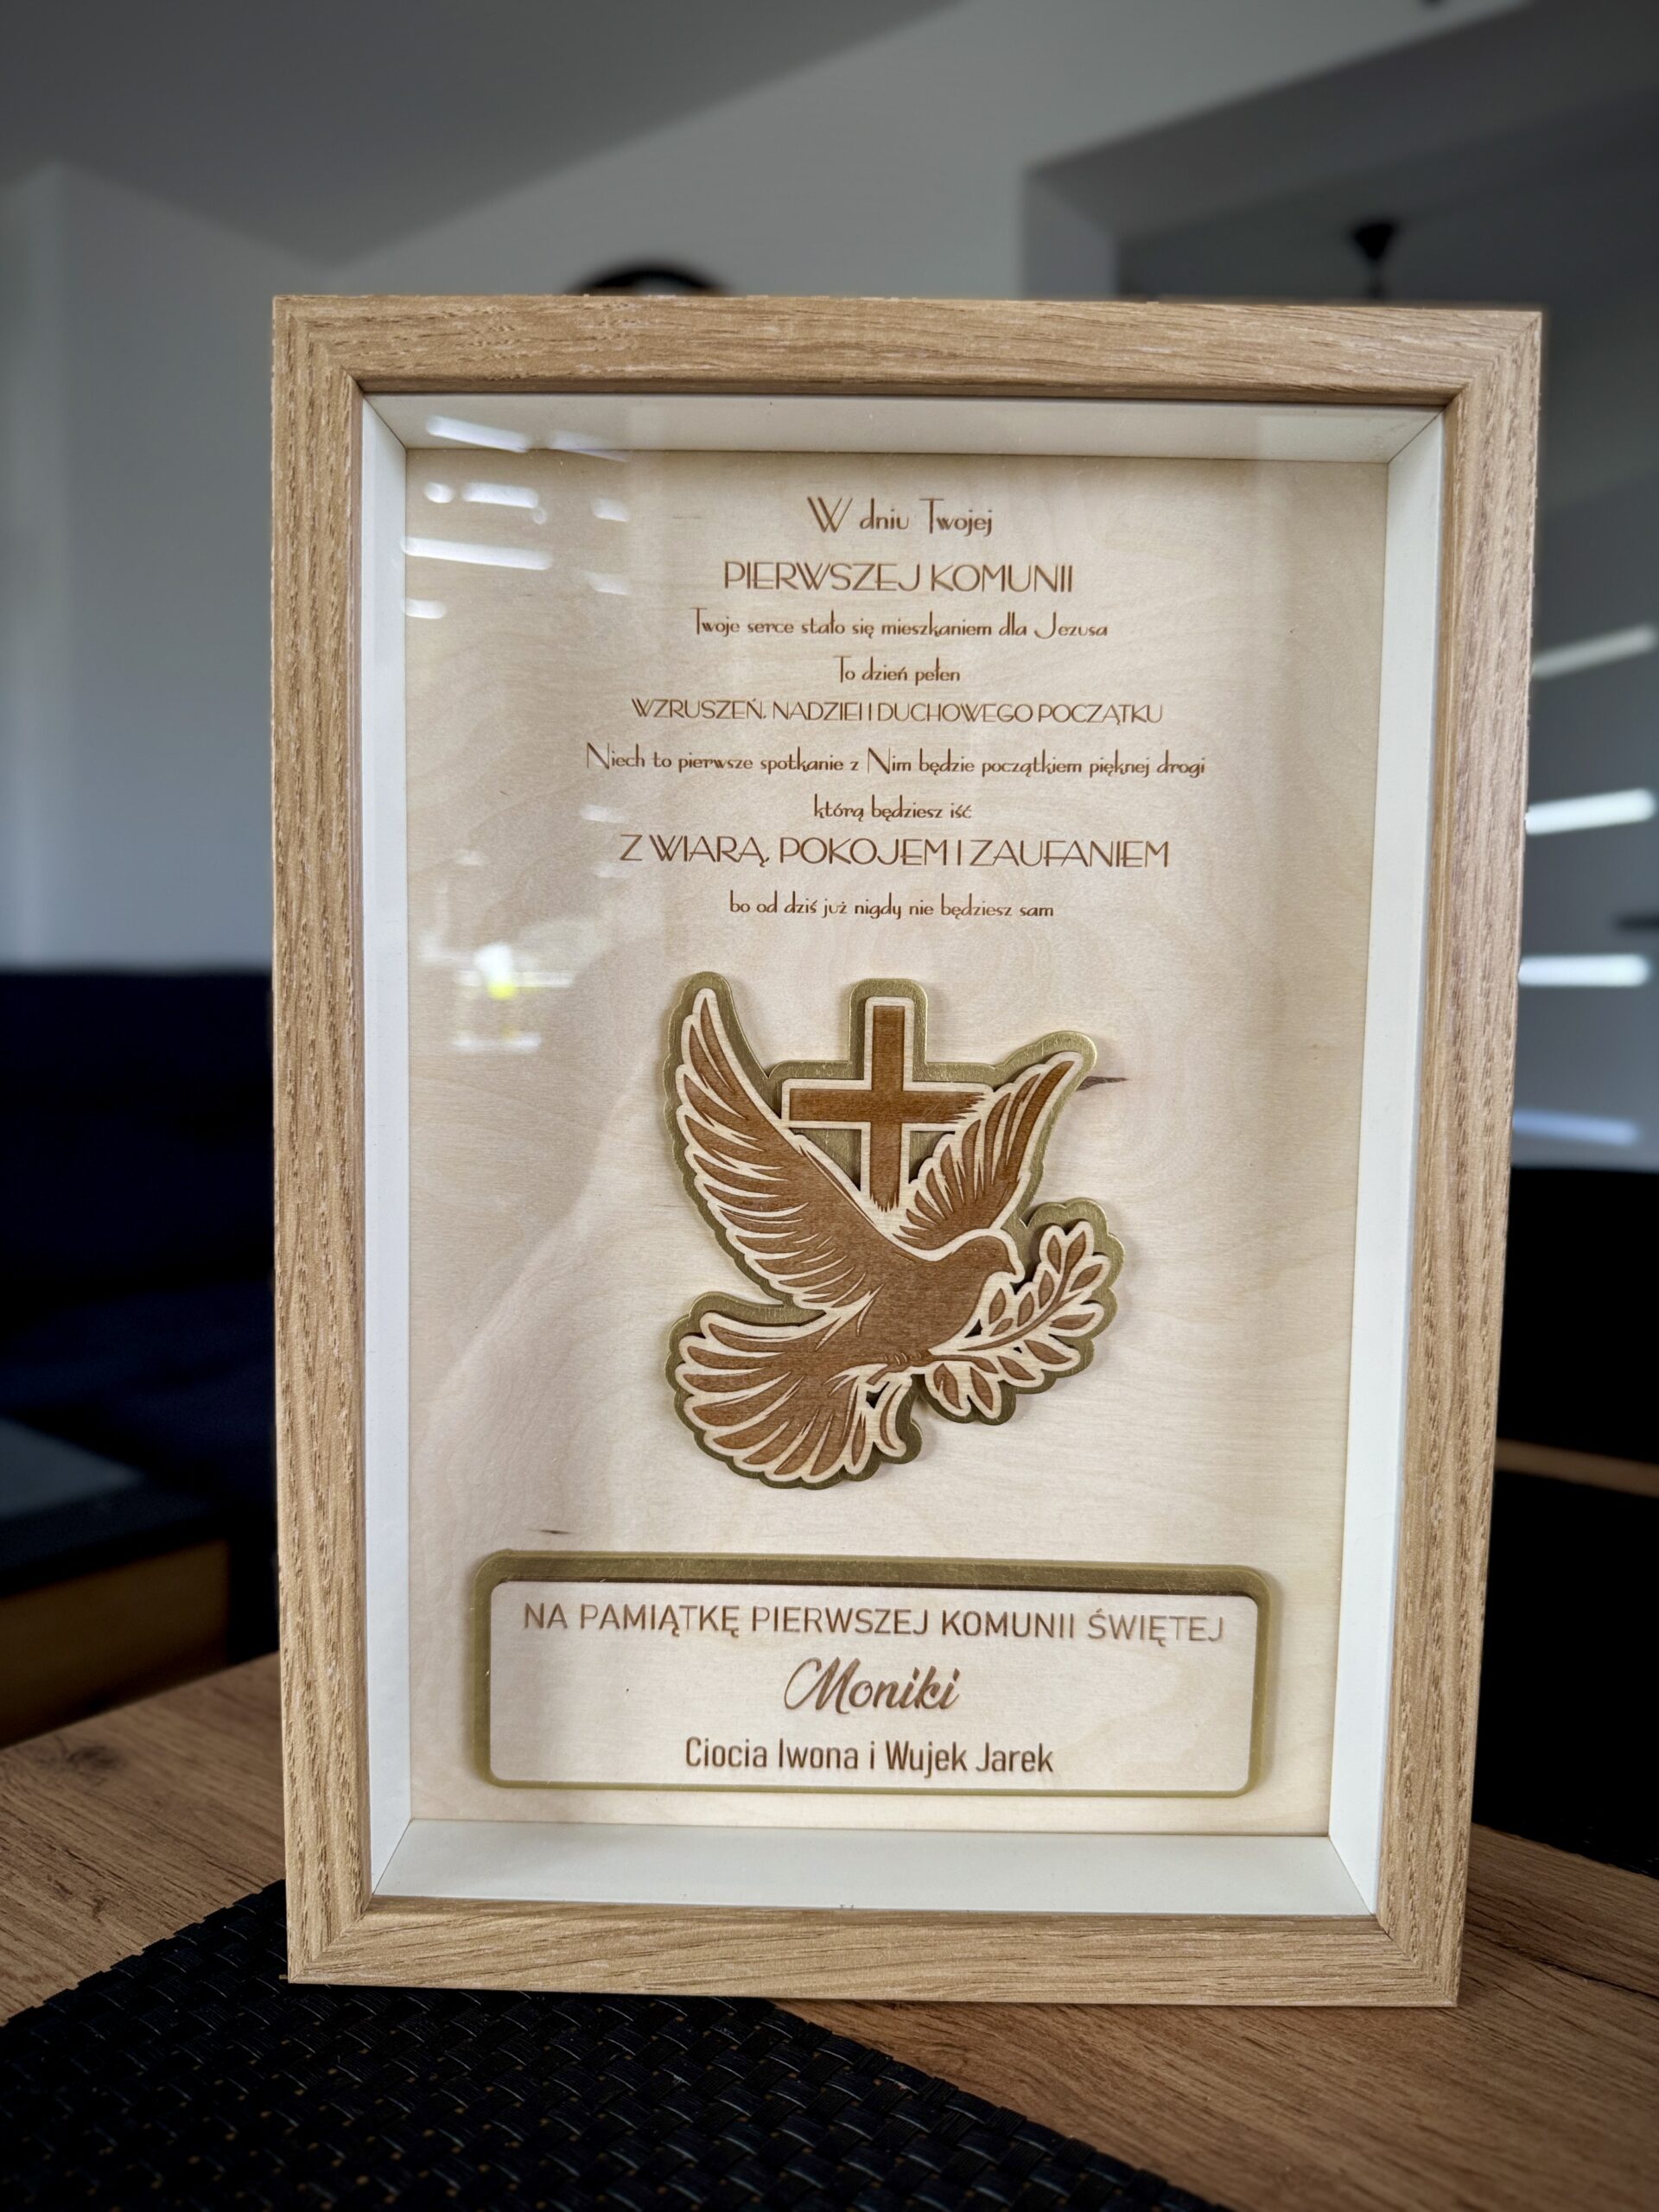 W dniu Twojej
PIERWSZEJ KOMUNII
Twoje serce stało się mieszkaniem dla Jezusa
To dzień pełen
WZRUSZEŃ, NADZIEI I DUCHOWEGO POCZĄTKU
Niech to pierwsze spotkanie z Nim będzie początkiem pięknej drogi
którą będziesz iść
Z WIARĄ, POKOJEM I ZAUFANIEM
bo od dziś już nigdy nie będziesz sam
NA PAMIĄTKĘ PIERWSZEJ KOMUNII ŚWIĘTEJ
Moniki
Ciocia Iwona i Wujek Jarek